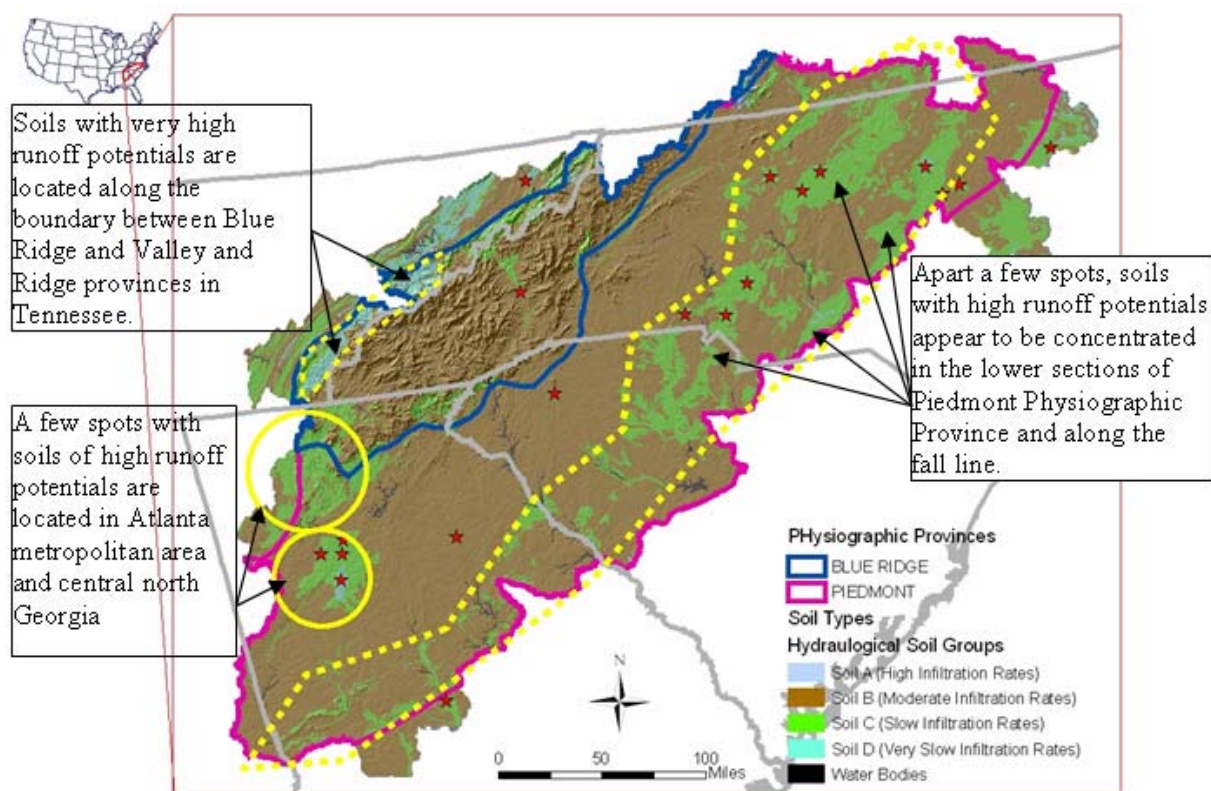 Soils with very high
runoff potentials are
located along the
boundary between Blue
Ridge and Valley and
Ridge provinces in
Tennessee.
A few spots with
soils of high runoff
potentials are
located in Atlanta
metropolitan area
and central north
Georgia
Apart a few spots, soils
with high runoff potentials
appear to be concentrated
in the lower sections of
Piedmont Physiographic
Province and along the
fall line.
PHysiographic Provinces
BLUE RIDGE
PIEDMONT
Soil Types
Hydraulogical Soil Groups
Soil A (High Infiltration Rates)
Soil B (Moderate Infiltration Rates)
Soil C (Slow Infiltration Rates)
Soil D (Very Slow Infiltration Rates)
Water Bodies
N
0 50 100
Miles